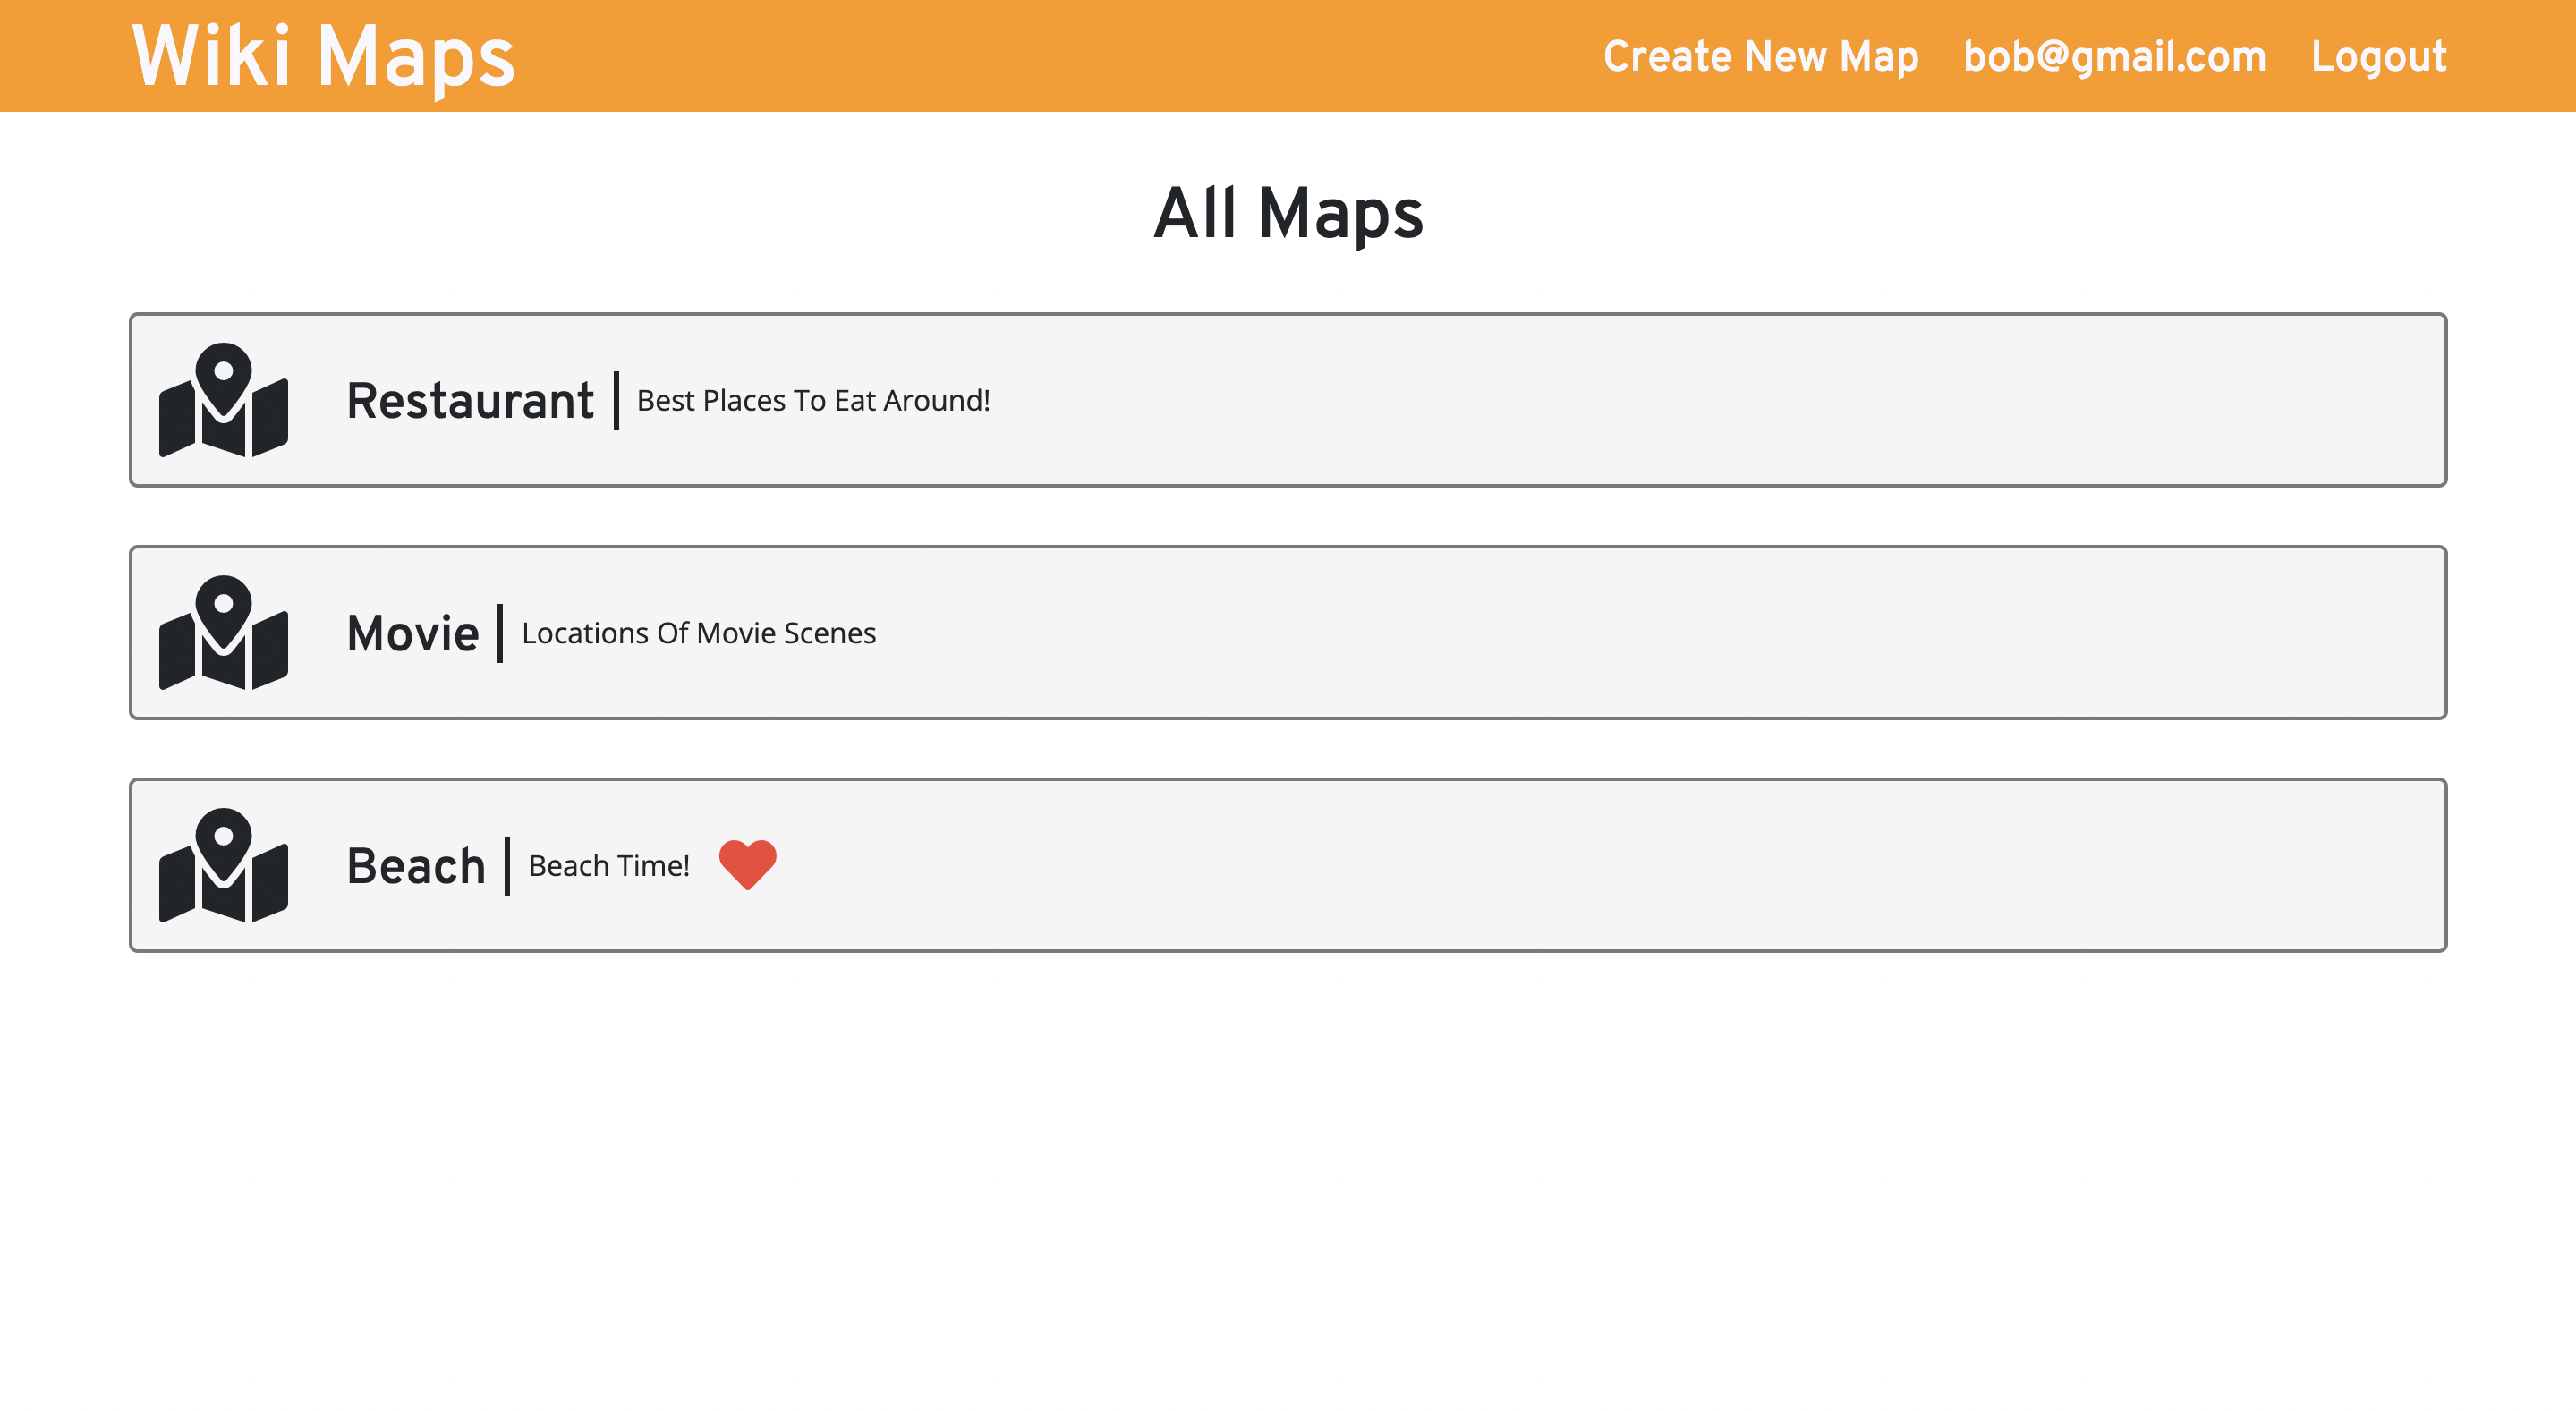 Wiki Maps Create New Map bob@gmail.com Logout
All Maps
Restaurant | Best Places To Eat Around!
Movie | Locations Of Movie Scenes
Beach | Beach Time!